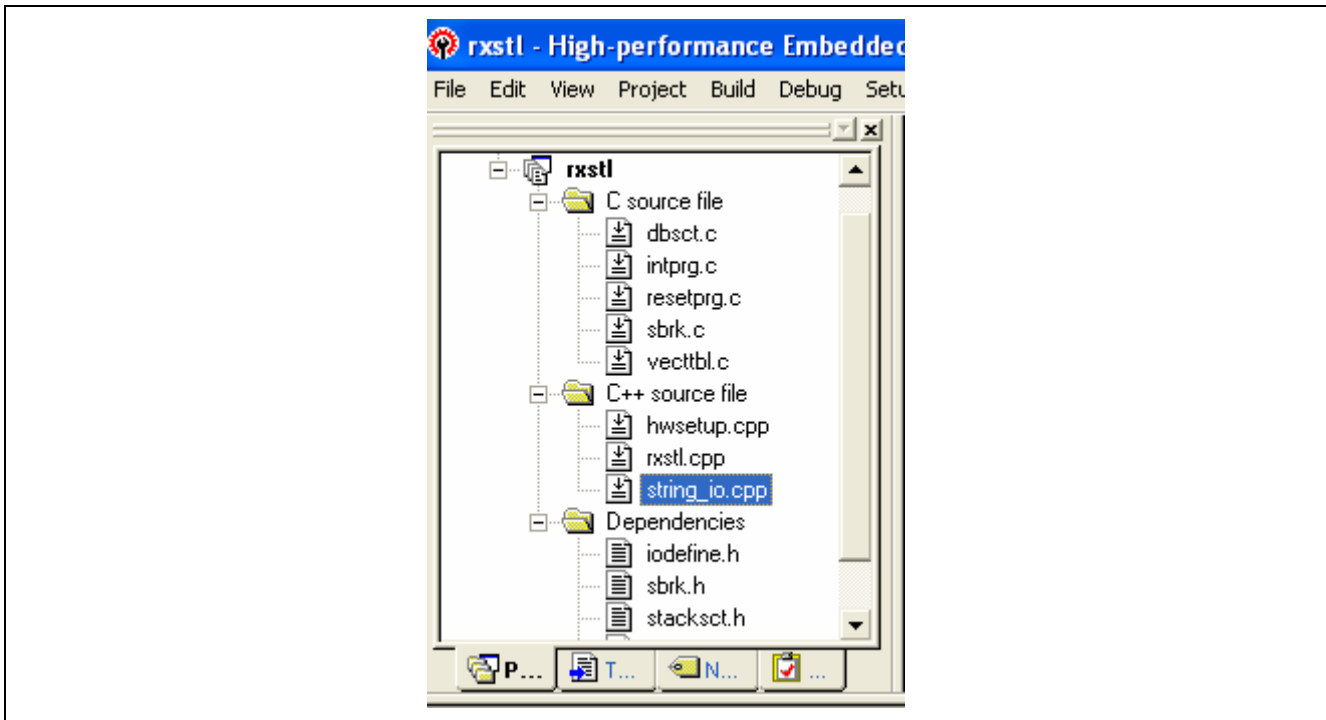 rxstl - High-performance Embedded
File Edit View Project Build Debug Setu
rxstl
C source file
dbsct.c
intprg.c
resetprg.c
sbrk.c
vecttbl.c
C++ source file
hwsetup.cpp
rxstl.cpp
string_io.cpp
Dependencies
iodefine.h
sbrk.h
stacksct.h
P... T... N... ...